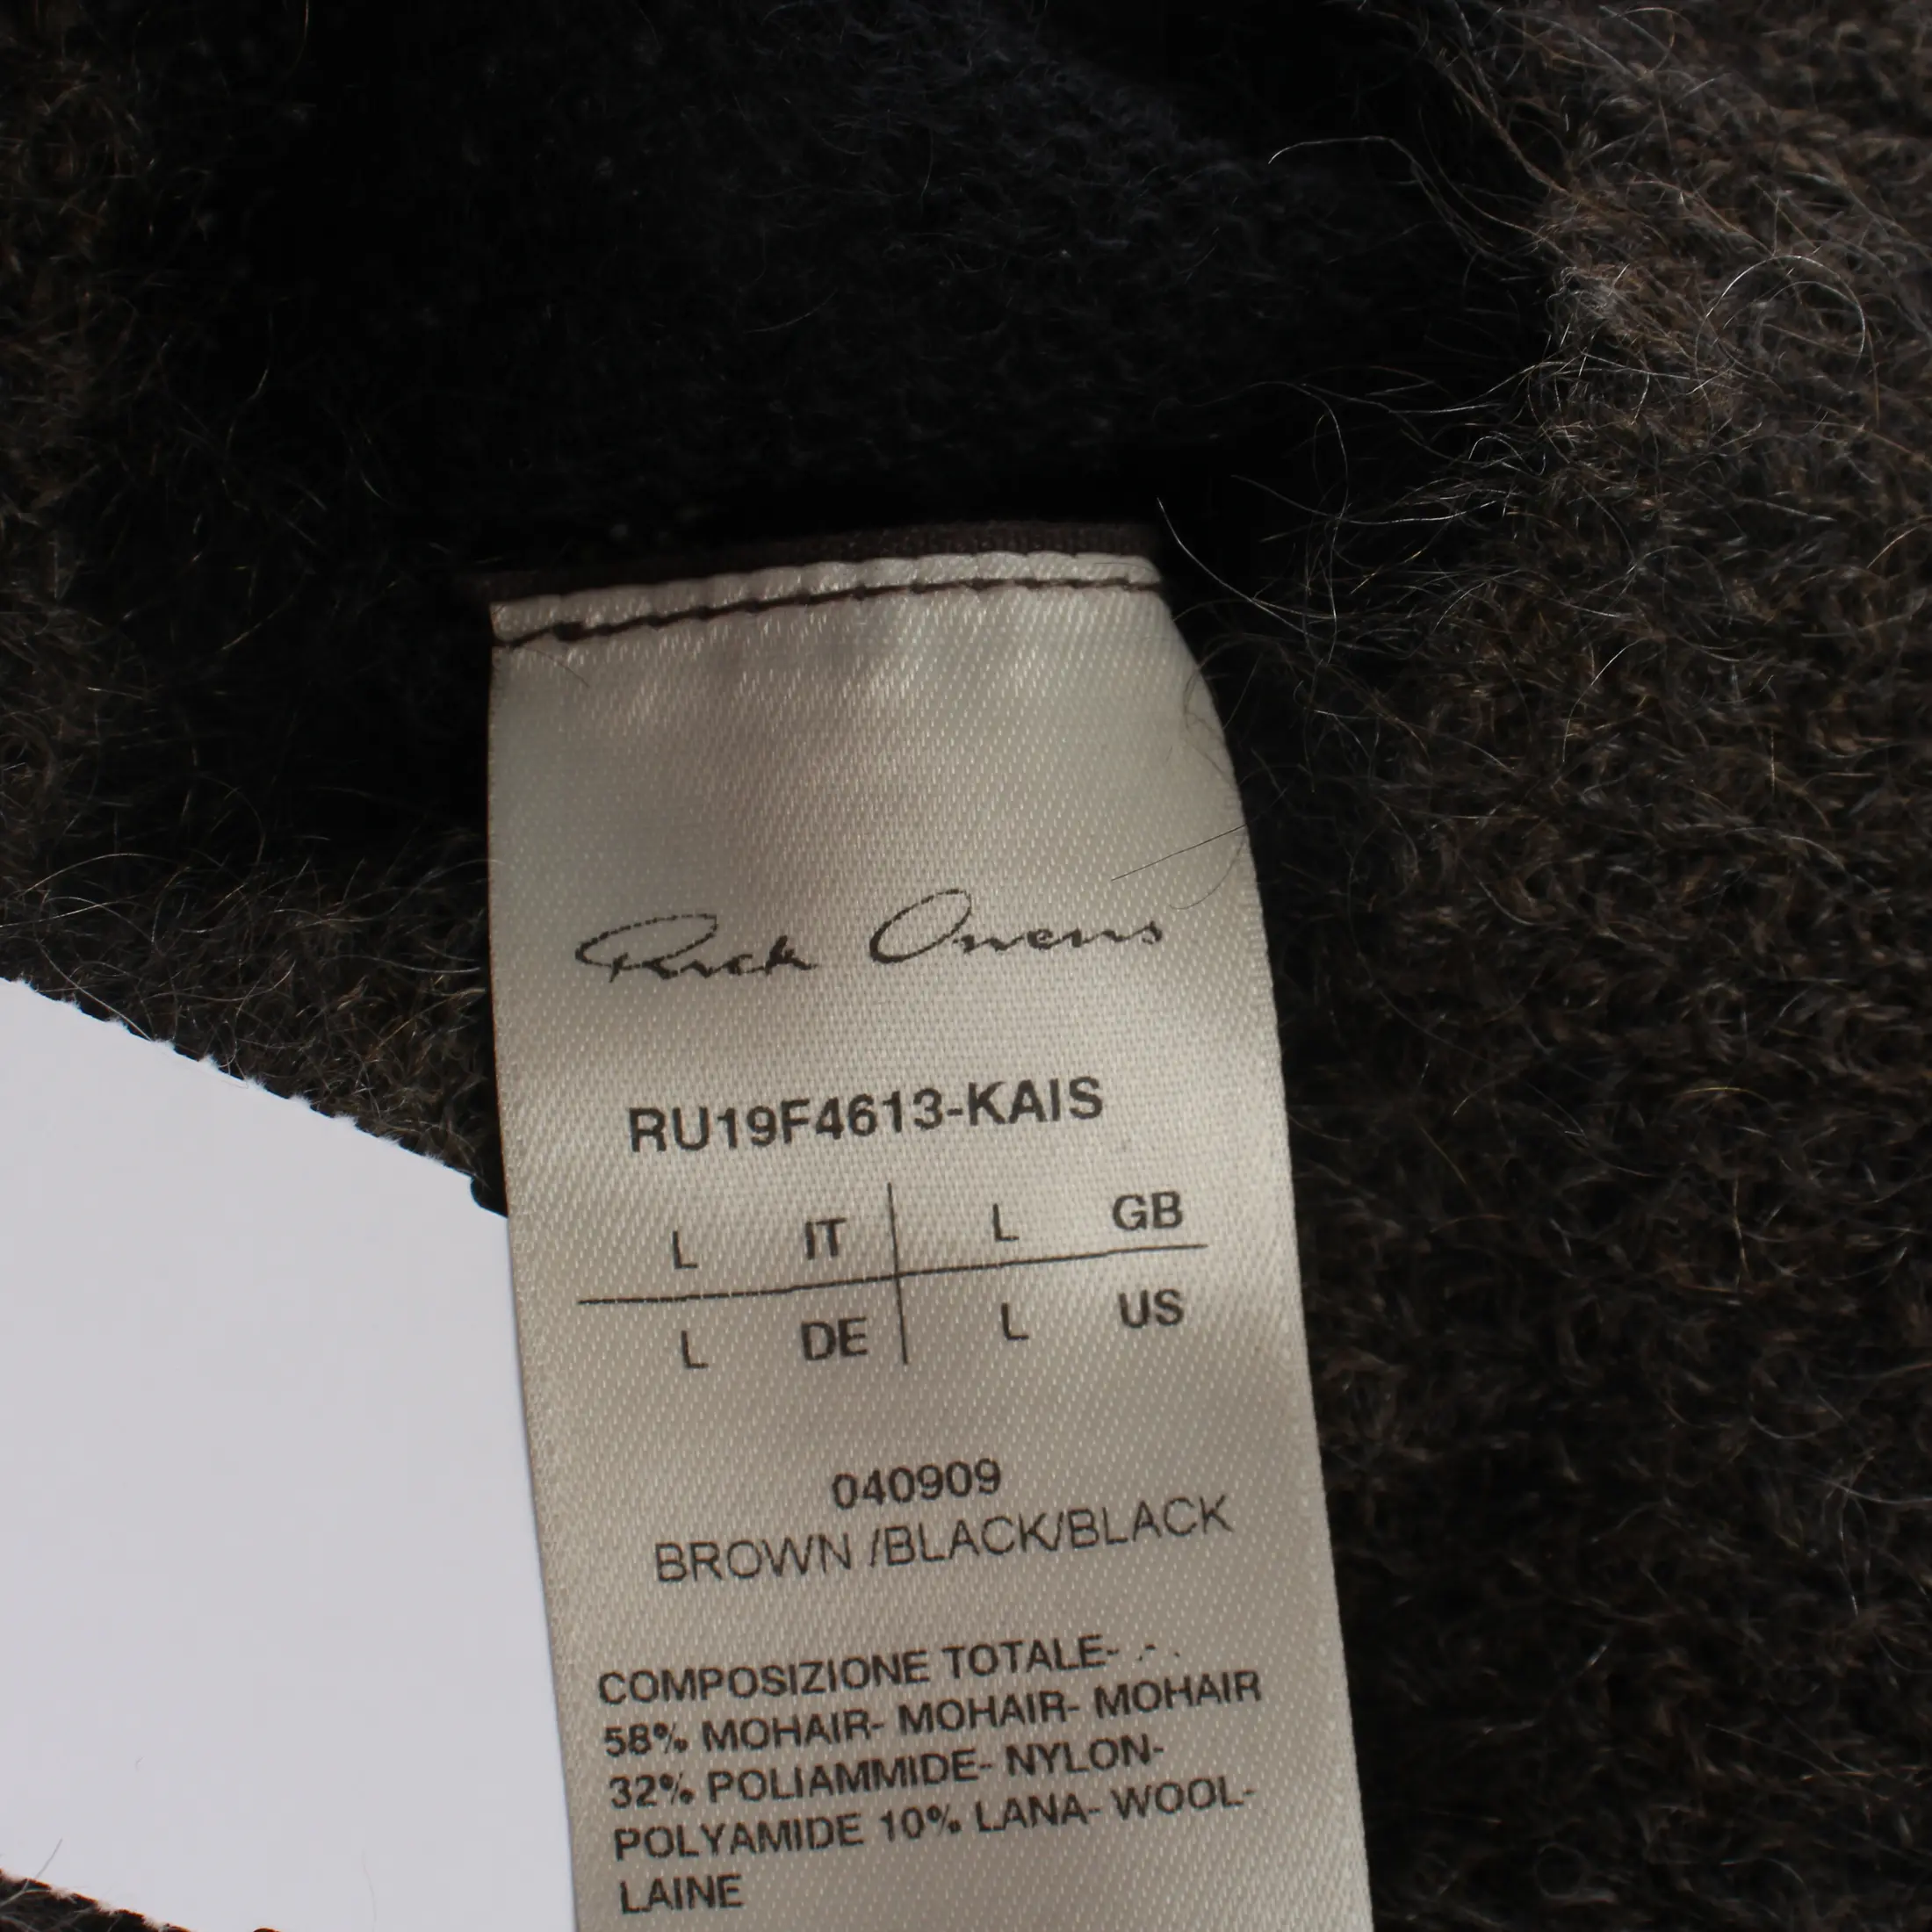 Rick Owens
RU19F4613-KAIS
L IT L GB
L DE L US
040909
BROWN /BLACK/BLACK
COMPOSIZIONE TOTALE- .- .
58% MOHAIR- MOHAIR- MOHAIR
32% POLIAMMIDE- NYLON-
POLYAMIDE 10% LANA- WOOL-
LAINE